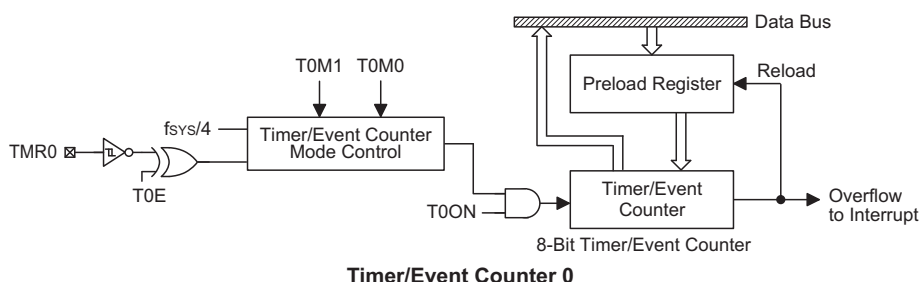 Data Bus
T0M1
T0M0
Preload Register
Reload
fSYS/4
TMR0
Timer/Event Counter
Mode Control
T0E
T0ON
Timer/Event
Counter
Overflow
to Interrupt
8-Bit Timer/Event Counter
Timer/Event Counter 0